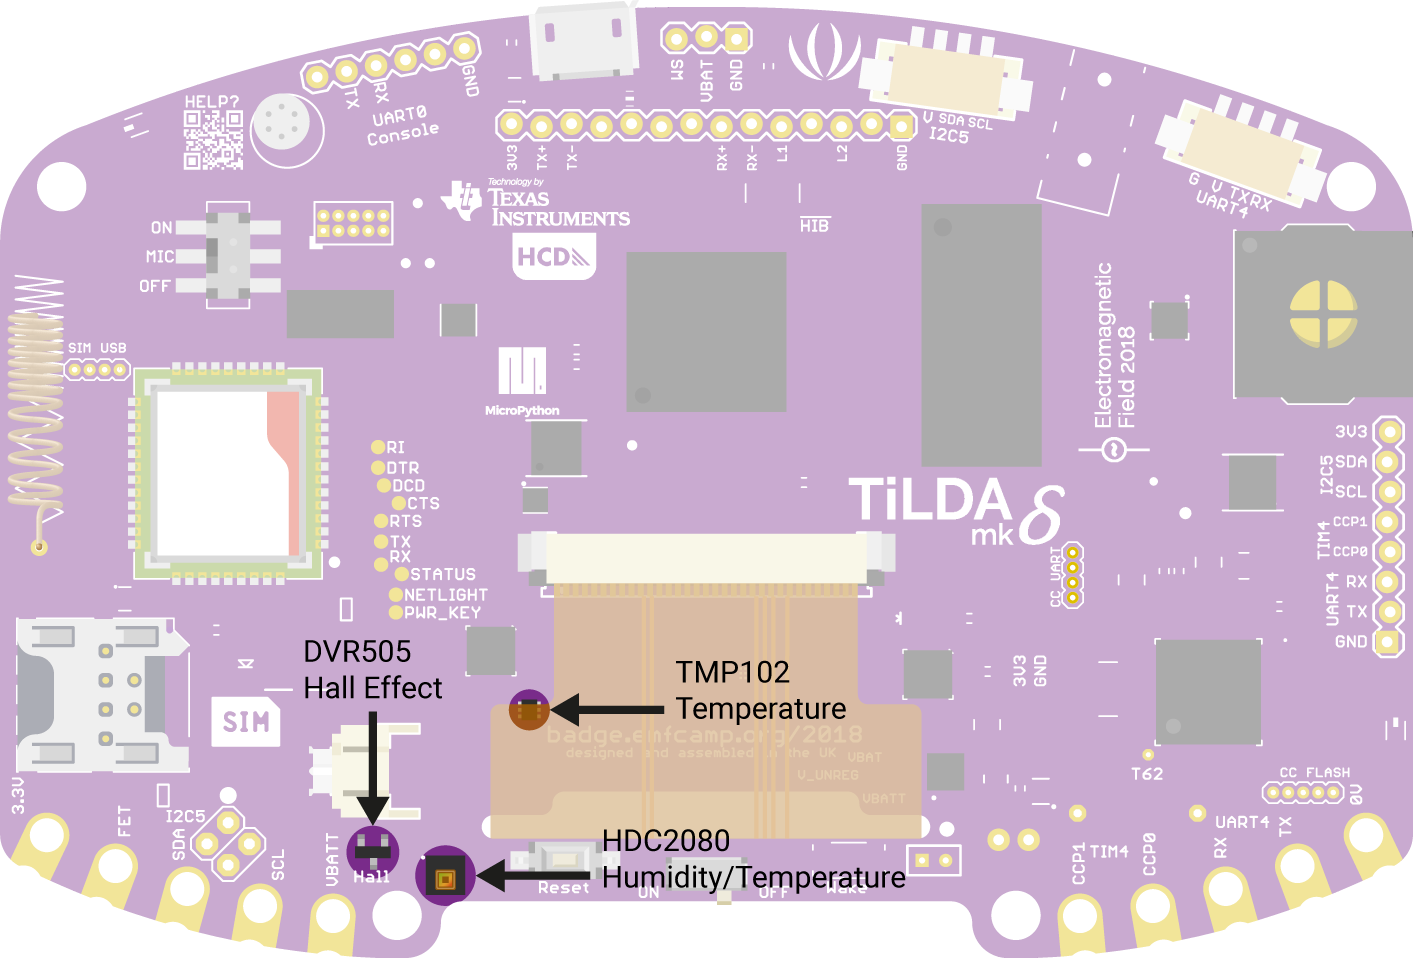 HELP?
TX
RX
GND
UART0
Console
SM
VBAT
GND
V SDA SCL
I2C5
3V3
TX+
TX-
RX+
RX-
L1
L2
GND
G V TX RX
UART4
Technology by
TEXAS
INSTRUMENTS
HCD
HIB
ON
MIC
OFF
SIM USB
MicroPython
Electromagnetic
Field 2018
RI
DTR
DCD
CTS
RTS
TX
RX
STATUS
NETLIGHT
PWR_KEY
TiLDA
mk δ
3V3
SDA
SCL
I2C5
CCP1
CCP0
TIM4
RX
TX
UART4
GND
CC UART
DVR505
Hall Effect
TMP102
Temperature
3V3
GND
SIM
badge.emfcamp.org/2018
designed and assembled in the UK
VBAT
V_UNREG
VBATT
T62
CC FLASH
0V
3.3V
FET
I2C5
SDA
SCL
VBATT
Hall
HDC2080
Humidity/Temperature
Reset
ON
OFF
Wake
CCP1
TIM4
CCP0
UART4
RX
TX